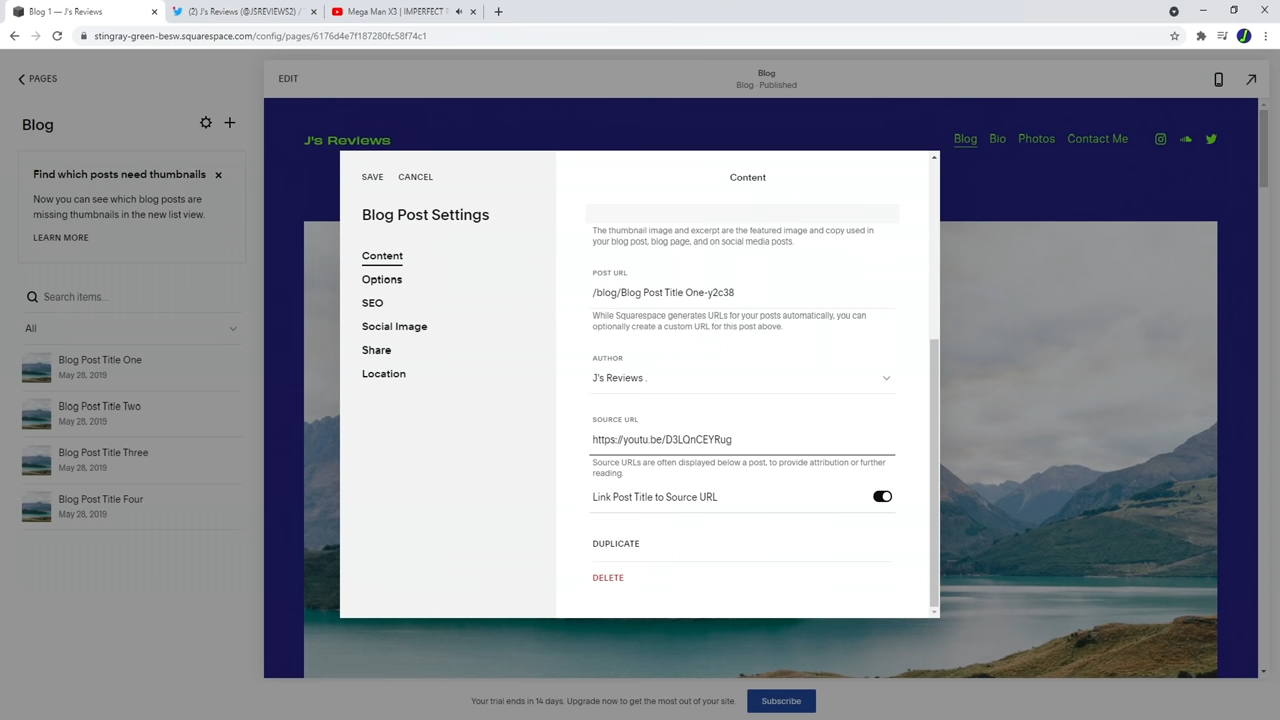 Blog 1 — J's Reviews
(2) J's Reviews (@JSREVIEWS2) /
Mega Man X3 | IMPERFECT
stingray-green-besw.squarespace.com/config/pages/6176d4e7f187280fc58f74c1
PAGES
EDIT
Blog
Blog · Published
Blog
Find which posts need thumbnails
Now you can see which blog posts are
missing thumbnails in the new list view.
LEARN MORE
Search items...
All
Blog Post Title One
May 28, 2019
Blog Post Title Two
May 28, 2019
Blog Post Title Three
May 28, 2019
Blog Post Title Four
May 28, 2019
J's Reviews
Blog Bio Photos Contact Me
SAVE CANCEL
Blog Post Settings
Content
Options
SEO
Social Image
Share
Location
Content
The thumbnail image and excerpt are the featured image and copy used in
your blog post, blog page, and on social media posts.
POST URL
/blog/Blog Post Title One-y2c38
While Squarespace generates URLs for your posts automatically, you can
optionally create a custom URL for this post above.
AUTHOR
J's Reviews .
SOURCE URL
https://youtu.be/D3LQnCEYRug
Source URLs are often displayed below a post, to provide attribution or further
reading.
Link Post Title to Source URL
DUPLICATE
DELETE
Your trial ends in 14 days. Upgrade now to get the most out of your site.
Subscribe